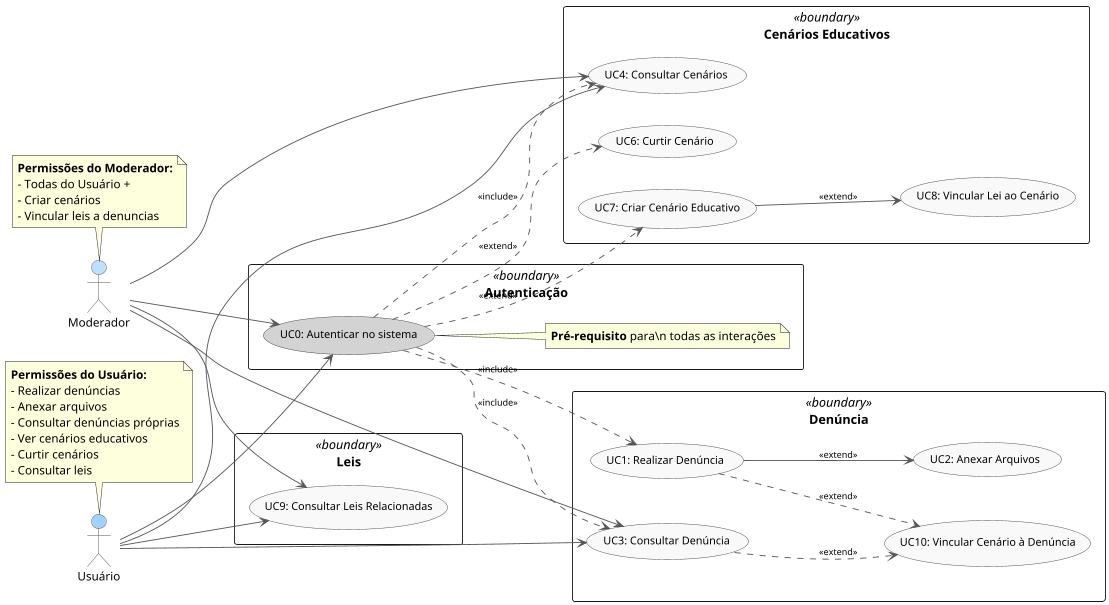 «boundary»
Cenários Educativos
UC4: Consultar Cenários
UC6: Curtir Cenário
UC7: Criar Cenário Educativo
«extend»
UC8: Vincular Lei ao Cenário
Permissões do Moderador:
- Todas do Usuário +
- Criar cenários
- Vincular leis a denuncias
Moderador
«include»
«extend»
«extend»
«boundary»
Autenticação
UC0: Autenticar no sistema
Pré-requisito para\n todas as interações
Permissões do Usuário:
- Realizar denúncias
- Anexar arquivos
- Consultar denúncias próprias
- Ver cenários educativos
- Curtir cenários
- Consultar leis
Usuário
«include»
«include»
«boundary»
Leis
UC9: Consultar Leis Relacionadas
«boundary»
Denúncia
UC1: Realizar Denúncia
«extend»
UC2: Anexar Arquivos
«extend»
UC3: Consultar Denúncia
«extend»
UC10: Vincular Cenário à Denúncia